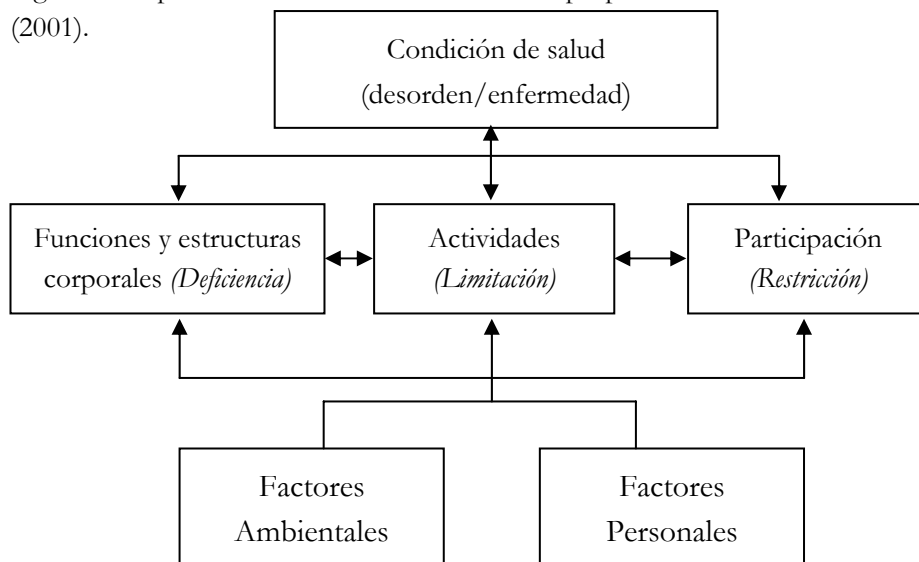 (2001).
Condición de salud
(desorden/enfermedad)
Funciones y estructuras
corporales (Deficiencia)
Actividades
(Limitación)
Participación
(Restricción)
Factores
Ambientales
Factores
Personales